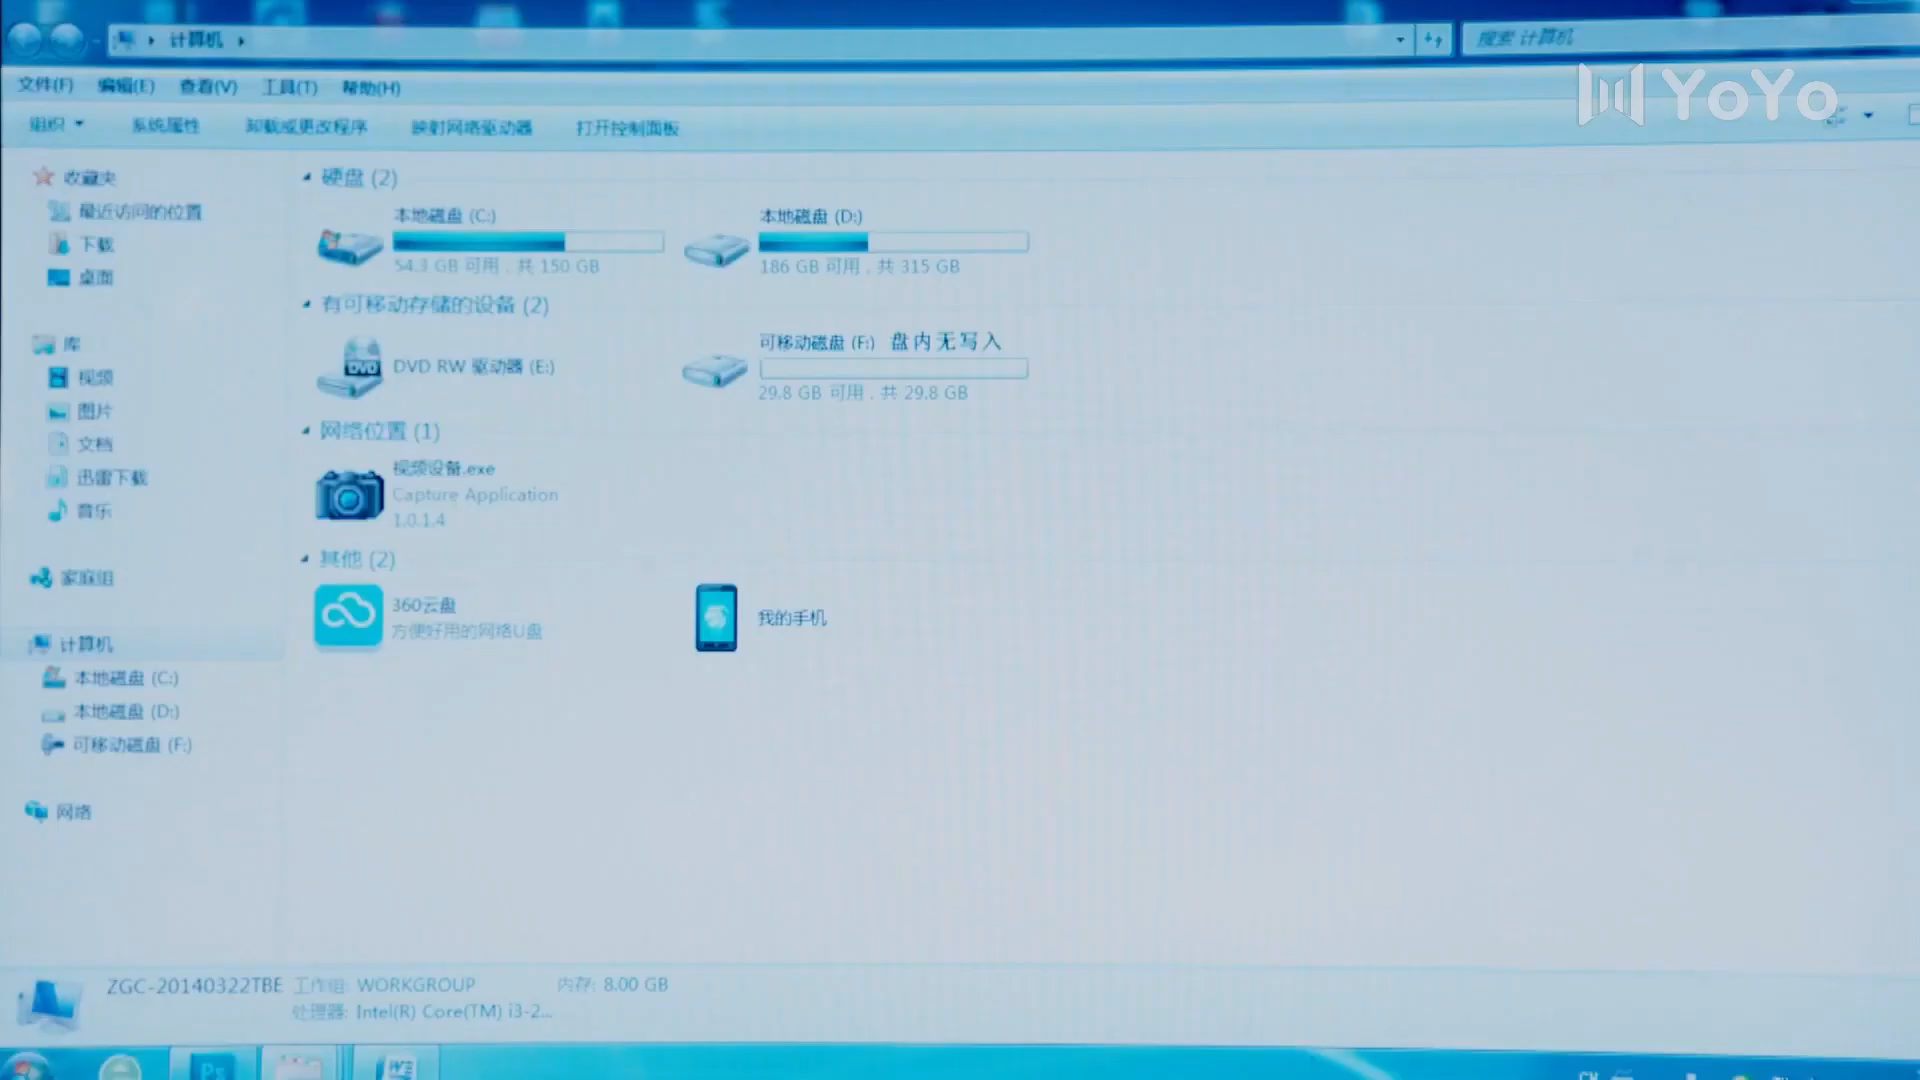 计算机
搜索 计算机
文件(F) 编辑(E) 查看(V) 工具(T) 帮助(H)
YoYo
组织 系统属性 卸载或更改程序 映射网络驱动器 打开控制面板
收藏夹
最近访问的位置
下载
桌面
库
视频
图片
文档
迅雷下载
音乐
家庭组
计算机
本地磁盘 (C:)
本地磁盘 (D:)
可移动磁盘 (F:)
网络
硬盘 (2)
本地磁盘 (C:)
54.3 GB 可用，共 150 GB
本地磁盘 (D:)
186 GB 可用，共 315 GB
有可移动存储的设备 (2)
DVD RW 驱动器 (E:)
可移动磁盘 (F:) 盘内无写入
29.8 GB 可用，共 29.8 GB
网络位置 (1)
视频设备.exe
Capture Application
1.0.1.4
其他 (2)
360云盘
方便好用的网络U盘
我的手机
ZGC-20140322TBE 工作组: WORKGROUP 内存: 8.00 GB
处理器: Intel(R) Core(TM) i3-2...
Ps